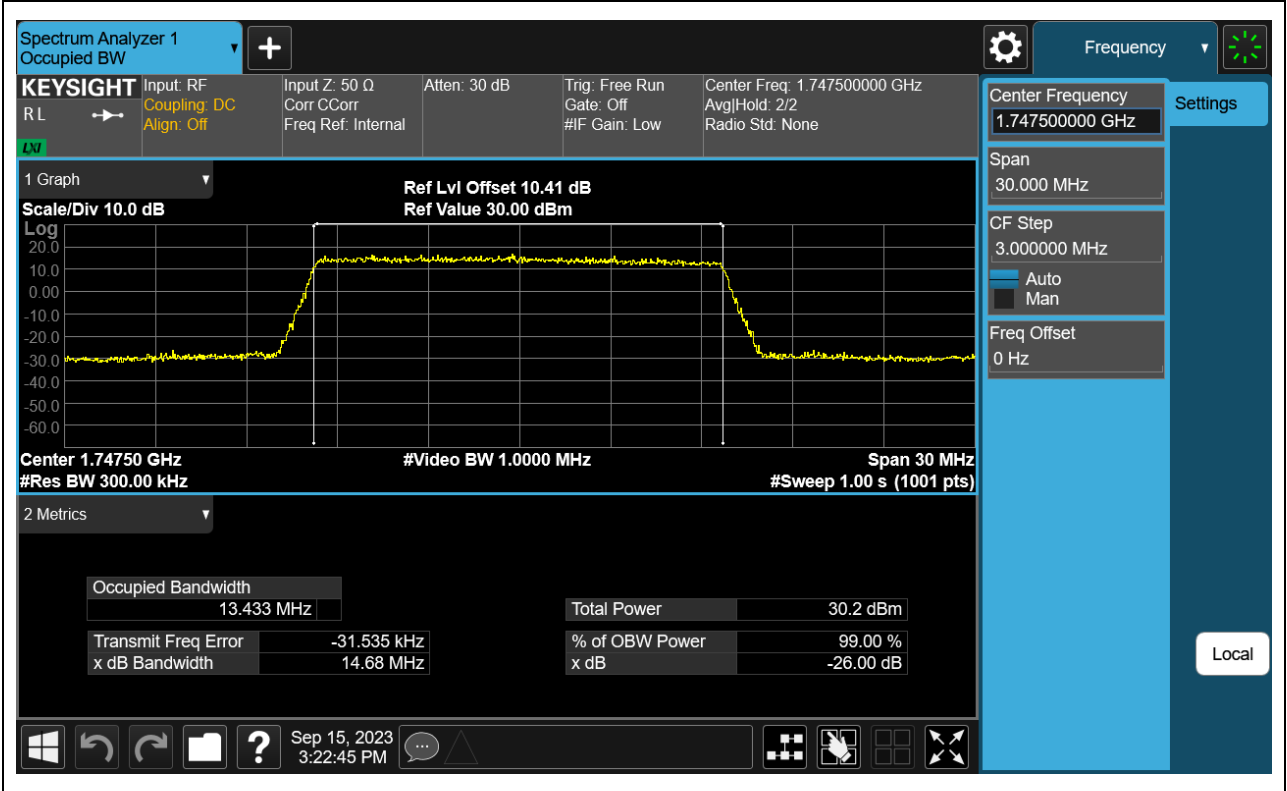 Spectrum Analyzer 1
Occupied BW
▼
+
Frequency
▼
KEYSIGHT
R L
LXI
Input: RF
Coupling: DC
Align: Off
Input Z: 50 Ω
Corr CCorr
Freq Ref: Internal
Atten: 30 dB
Trig: Free Run
Gate: Off
#IF Gain: Low
Center Freq: 1.747500000 GHz
Avg|Hold: 2/2
Radio Std: None
1 Graph
▼
Scale/Div 10.0 dB
Ref Lvl Offset 10.41 dB
Ref Value 30.00 dBm
Log
20.0
10.0
0.00
-10.0
-20.0
-30.0
-40.0
-50.0
-60.0
Center 1.74750 GHz
#Video BW 1.0000 MHz
Span 30 MHz
#Res BW 300.00 kHz
#Sweep 1.00 s (1001 pts)
2 Metrics
▼
Occupied Bandwidth
13.433 MHz
Total Power 30.2 dBm
Transmit Freq Error -31.535 kHz
% of OBW Power 99.00 %
x dB Bandwidth 14.68 MHz
x dB -26.00 dB
Center Frequency
1.747500000 GHz
Settings
Span
30.000 MHz
CF Step
3.000000 MHz
Auto
Man
Freq Offset
0 Hz
Local
?
Sep 15, 2023
3:22:45 PM